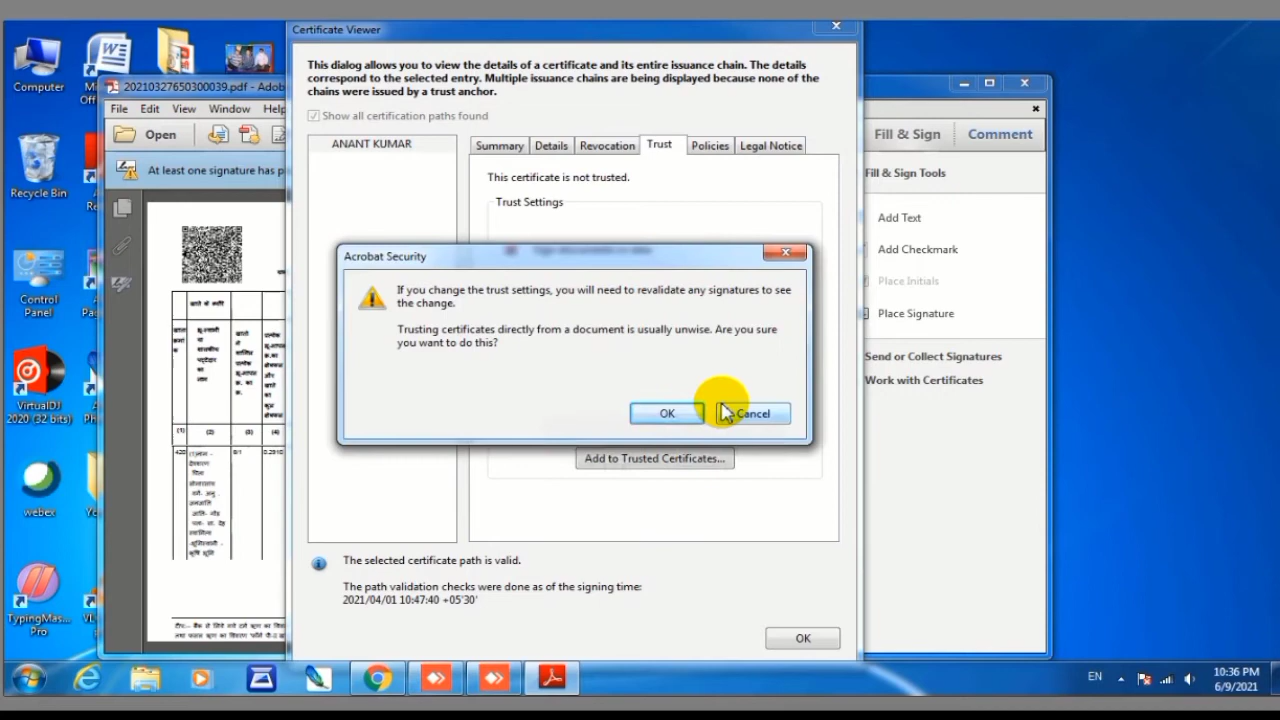 Certificate Viewer
This dialog allows you to view the details of a certificate and its entire issuance chain. The details
correspond to the selected entry. Multiple issuance chains are being displayed because none of the
chains were issued by a trust anchor.
Show all certification paths found
ANANT KUMAR
Summary Details Revocation Trust Policies Legal Notice
This certificate is not trusted.
Trust Settings
Acrobat Security
If you change the trust settings, you will need to revalidate any signatures to see
the change.
Trusting certificates directly from a document is usually unwise. Are you sure
you want to do this?
OK Cancel
Add to Trusted Certificates...
The selected certificate path is valid.
The path validation checks were done as of the signing time:
2021/04/01 10:47:40 +05'30'
OK
20210327650300039.pdf - Adob
File Edit View Window Help
Open
At least one signature has p
Fill & Sign Comment
Fill & Sign Tools
Add Text
Add Checkmark
Place Initials
Place Signature
Send or Collect Signatures
Work with Certificates
(1) (2) (3) (4)
Computer
Recycle Bin
Control
Panel
VirtualDJ
2020 (32 bits)
webex
TypingMas...
Pro
EN
10:36 PM
6/9/2021